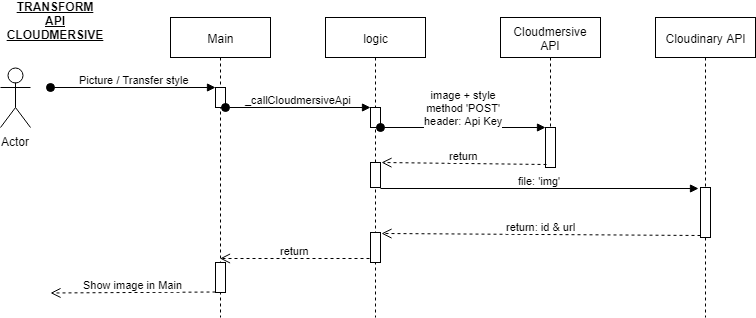 TRANSFORM
API
CLOUDMERSIVE
Main
logic
Cloudmersive
API
Cloudinary API
Actor
Picture / Transfer style
_callCloudmersiveApi
image + style
method 'POST'
header: Api Key
return
file: 'img'
return: id & url
return
Show image in Main